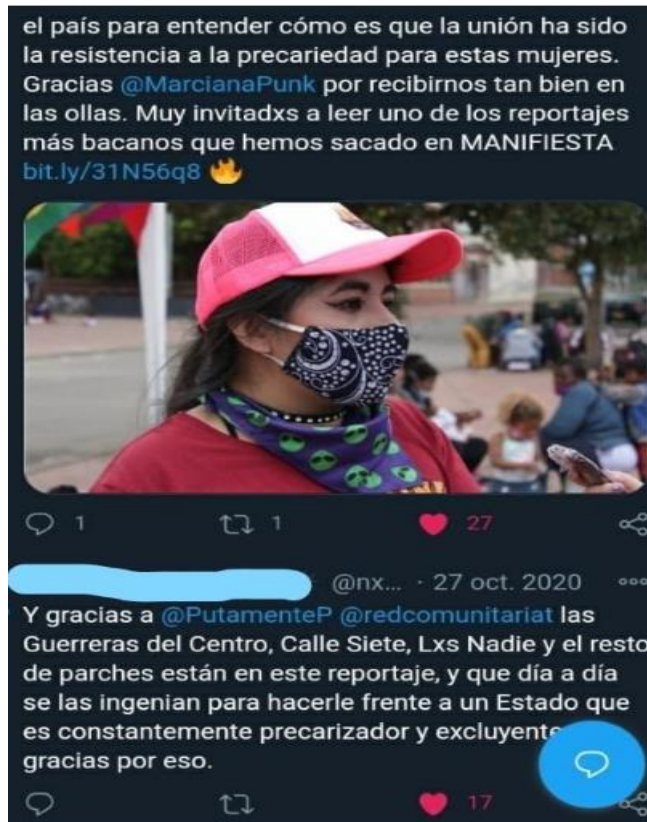 el país para entender cómo es que la unión ha sido
la resistencia a la precariedad para estas mujeres.
Gracias @MarcianaPunk por recibirnos tan bien en
las ollas. Muy invitadxs a leer uno de los reportajes
más bacanos que hemos sacado en MANIFIESTA
bit.ly/31N56q8 🔥
1 1 27
@nx... · 27 oct. 2020
Y gracias a @PutamenteP @redcomunitariat las
Guerreras del Centro, Calle Siete, Lxs Nadie y el resto
de parches están en este reportaje, y que día a día
se las ingenian para hacerle frente a un Estado que
es constantemente precarizador y excluyente
gracias por eso.
17